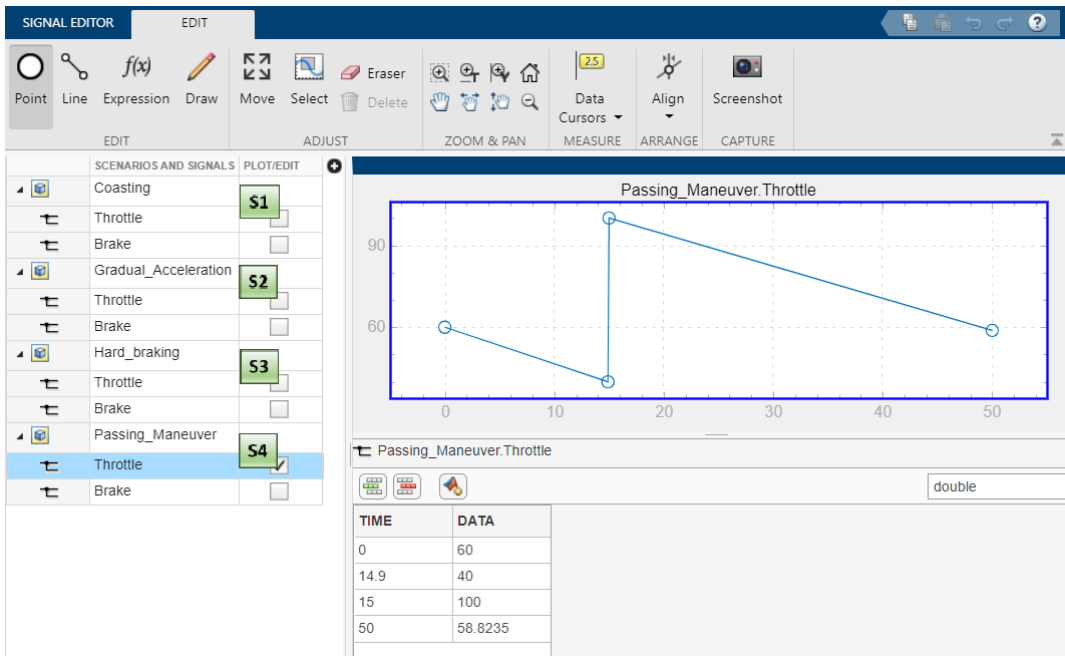 SIGNAL EDITOR EDIT
?
f(x) 2.5
Point Line Expression Draw Move Select Eraser Delete Data Cursors Align Screenshot
EDIT ADJUST ZOOM & PAN MEASURE ARRANGE CAPTURE
SCENARIOS AND SIGNALS PLOT/EDIT
Coasting
S1
Throttle
Brake
Gradual_Acceleration
S2
Throttle
Brake
Hard_braking
S3
Throttle
Brake
Passing_Maneuver
S4
Throttle
Brake
Passing_Maneuver.Throttle
90
60
0 10 20 30 40 50
Passing_Maneuver.Throttle
double
TIME DATA
0 60
14.9 40
15 100
50 58.8235